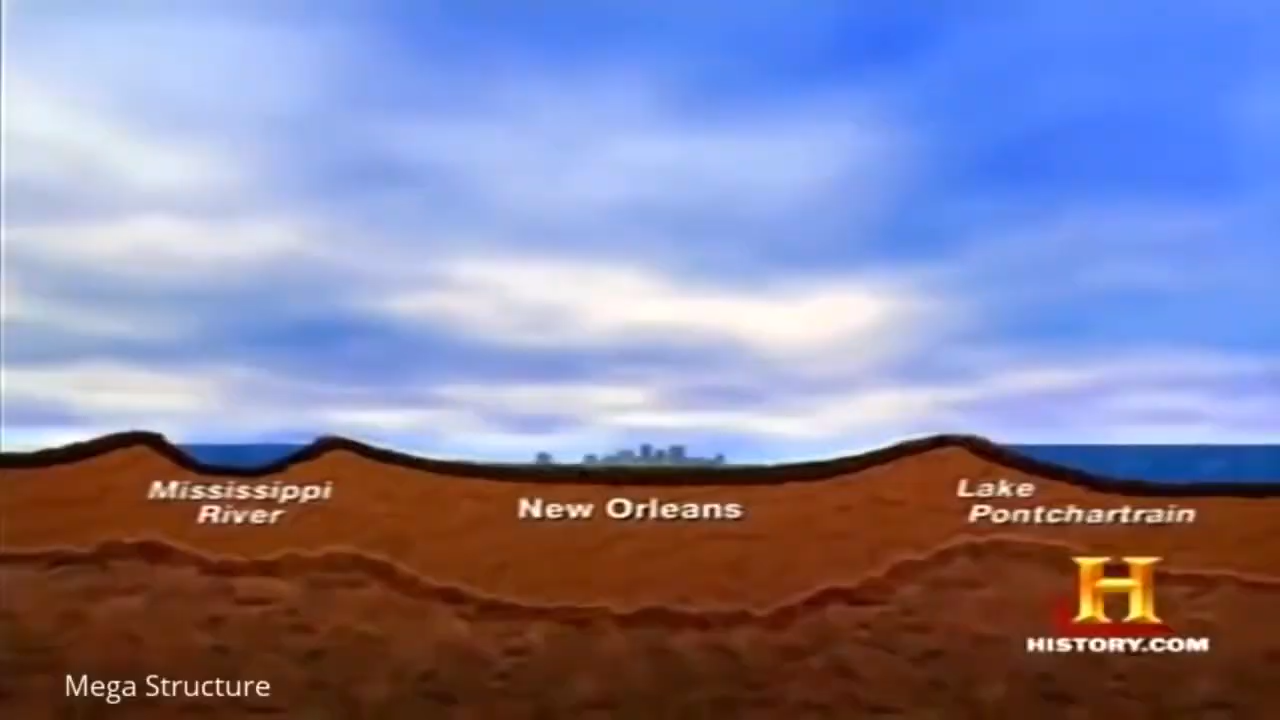 Mississippi
River
New Orleans
Lake
Pontchartrain
H
HISTORY.COM
Mega Structure